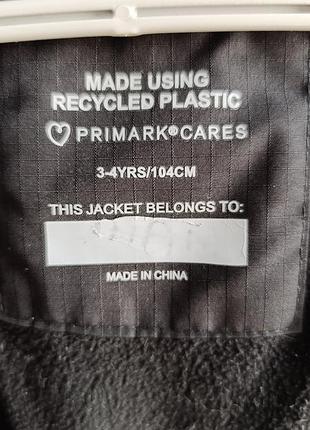 MADE USING
RECYCLED PLASTIC
PRIMARK®CARES
3-4YRS/104CM
THIS JACKET BELONGS TO:
MADE IN CHINA